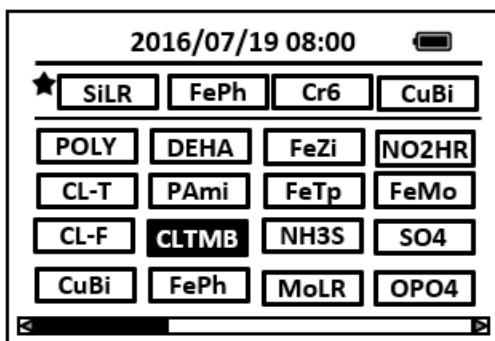 2016/07/19 08:00
SiLR FePh Cr6 CuBi
POLY DEHA FeZi NO2HR
CL-T PAmi FeTp FeMo
CL-F CLTMB NH3S SO4
CuBi FePh MoLR OPO4